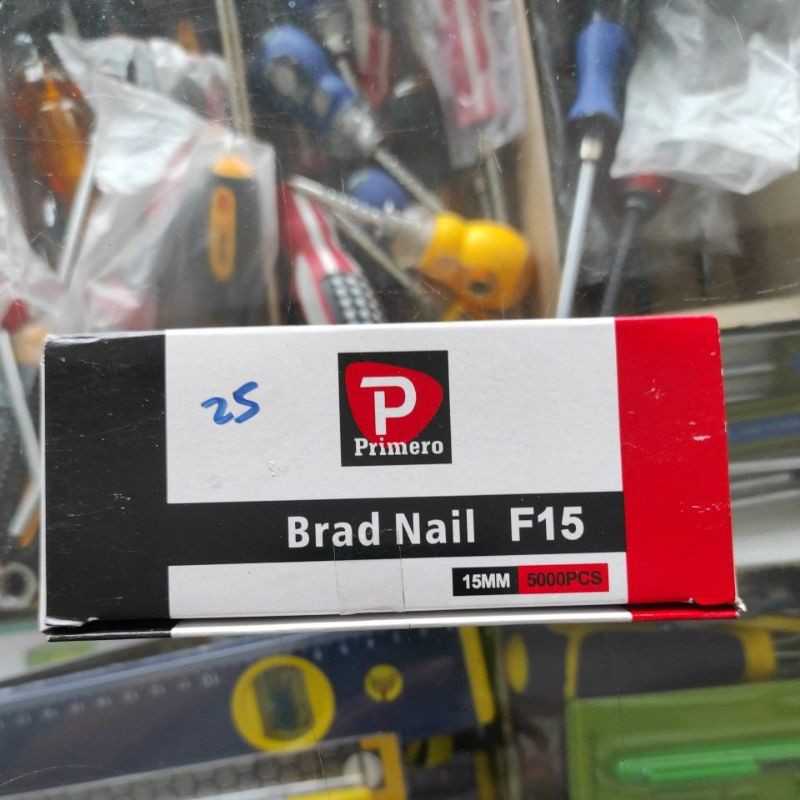 25
P
Primero
Brad Nail F15
15MM 5000PCS